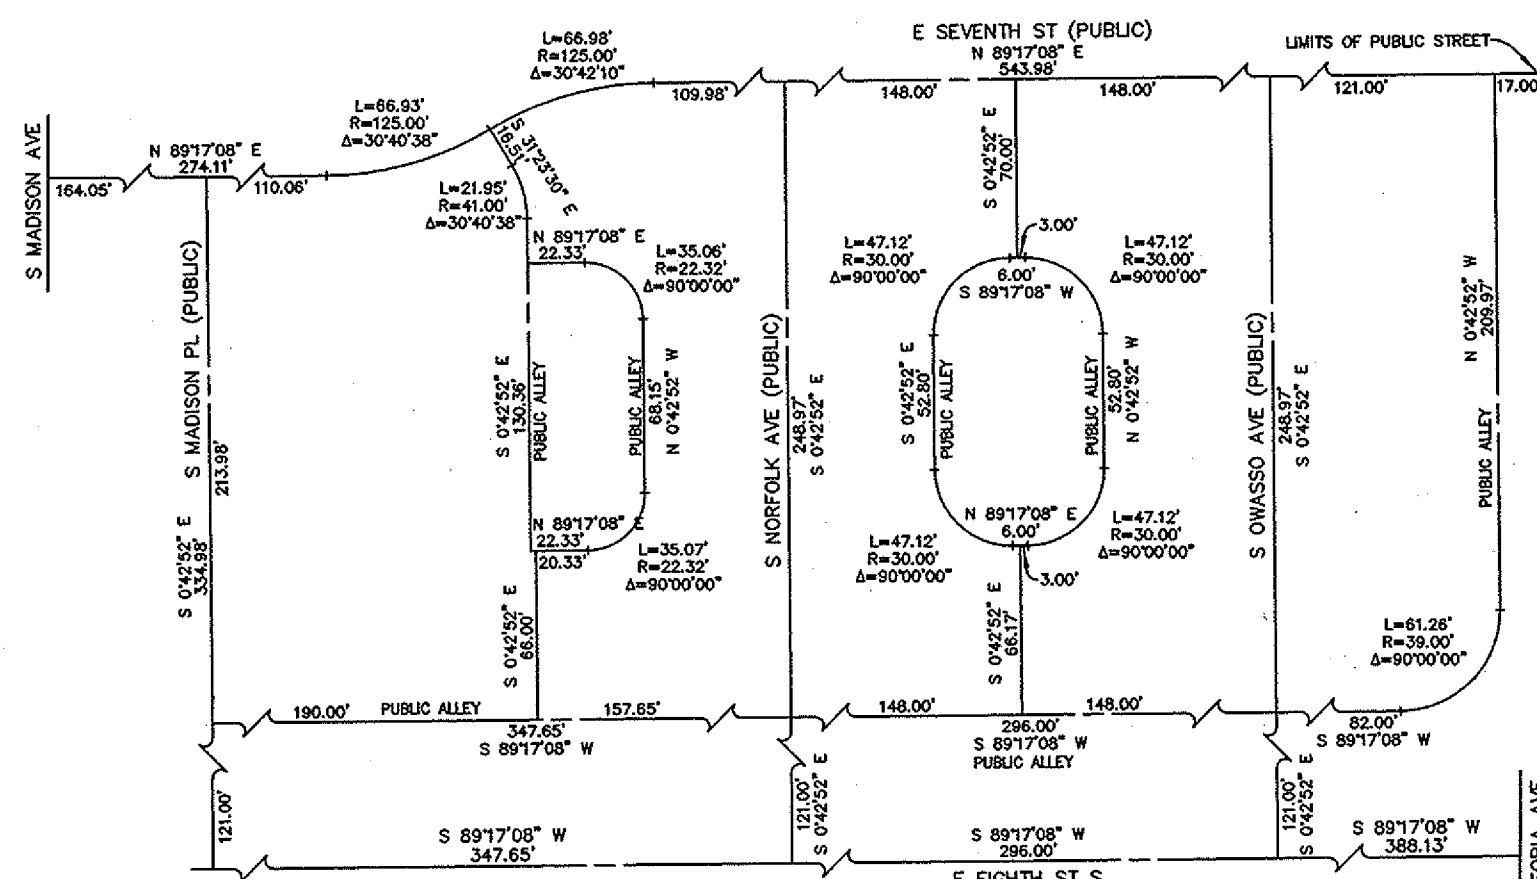 E SEVENTH ST (PUBLIC)
N 89°17'08" E
543.98'
LIMITS OF PUBLIC STREET
L=66.98'
R=125.00'
Δ=30°42'10"
109.98'
148.00'
148.00'
121.00'
17.00
L=66.93'
R=125.00'
Δ=30°40'38"
S MADISON AVE
N 89°17'08" E
274.11'
164.05'
110.06'
S 31°23'30" E
16.51'
L=21.95'
R=41.00'
Δ=30°40'38"
N 89°17'08" E
22.33'
L=35.06'
R=22.32'
Δ=90°00'00"
S 0°42'52" E
70.00'
3.00'
L=47.12'
R=30.00'
Δ=90°00'00"
6.00'
S 89°17'08" W
L=47.12'
R=30.00'
Δ=90°00'00"
S MADISON PL (PUBLIC)
213.98'
S 0°42'52" E
334.98'
S 0°42'52" E
130.36'
PUBLIC ALLEY
PUBLIC ALLEY
68.15'
N 0°42'52" W
S NORFOLK AVE (PUBLIC)
248.97'
S 0°42'52" E
S 0°42'52" E
52.80'
PUBLIC ALLEY
PUBLIC ALLEY
52.80'
N 0°42'52" W
S OWASSO AVE (PUBLIC)
248.97'
S 0°42'52" E
N 0°42'52" W
209.97'
PUBLIC ALLEY
N 89°17'08" E
22.33'
20.33'
L=35.07'
R=22.32'
Δ=90°00'00"
L=47.12'
R=30.00'
Δ=90°00'00"
N 89°17'08" E
6.00'
L=47.12'
R=30.00'
Δ=90°00'00"
3.00'
S 0°42'52" E
66.00'
S 0°42'52" E
66.17'
L=61.26'
R=39.00'
Δ=90°00'00"
190.00'
PUBLIC ALLEY
157.65'
347.65'
S 89°17'08" W
148.00'
148.00'
296.00'
S 89°17'08" W
PUBLIC ALLEY
82.00'
S 89°17'08" W
121.00'
121.00'
S 0°42'52" E
121.00'
S 0°42'52" E
S 89°17'08" W
347.65'
S 89°17'08" W
296.00'
S 89°17'08" W
388.13'
E EIGHTH ST S